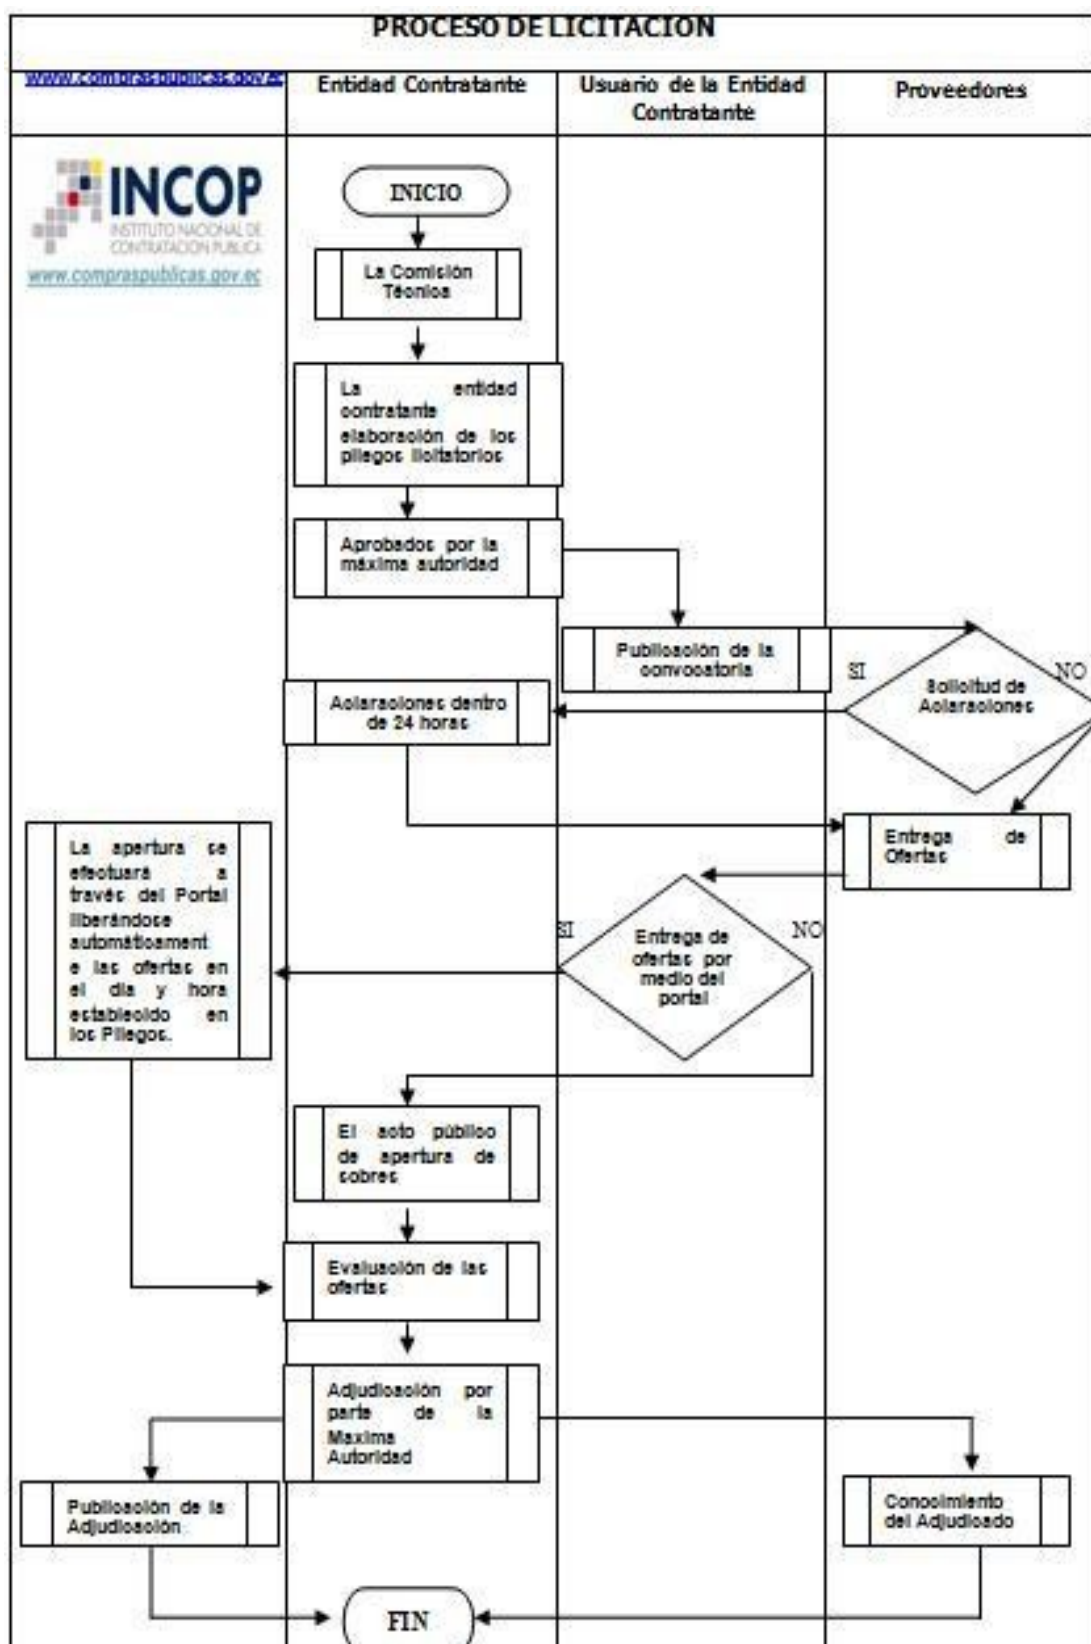 PROCESO DE LICITACION
www.compraspublicas.gov.ec
Entidad Contratante
Usuario de la Entidad
Contratante
Proveedores
INCOP
INSTITUTO NACIONAL DE
CONTRATACION PUBLICA
www.compraspublicas.gov.ec
INICIO
La Comisión
Técnica
La entidad
contratante
elaboración de los
pliegos licitatorios
Aprobados por la
máxima autoridad
Publicación de la
convocatoria
SI
Solicitud de
Aclaraciones
NO
Aclaraciones dentro
de 24 horas
Entrega de
Ofertas
La apertura se
efectuará a
través del Portal
liberándose
automáticament
e las ofertas en
el día y hora
establecido en
los Pliegos.
SI
Entrega de
ofertas por
medio del
portal
NO
El acto público
de apertura de
sobres
Evaluación de las
ofertas
Adjudicación por
parte de la
Maxima
Autoridad
Publicación de la
Adjudicación
Conocimiento
del Adjudicado
FIN